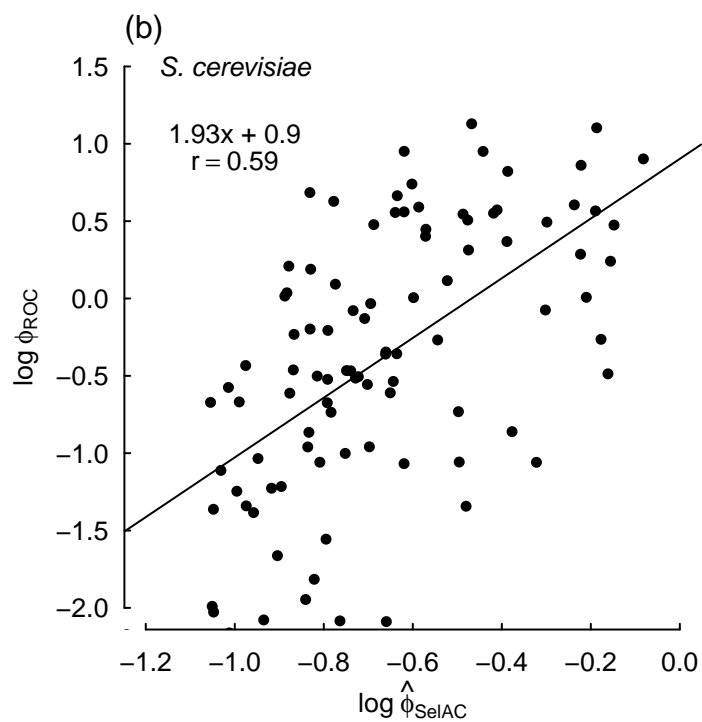 (b)
S. cerevisiae
1.93x + 0.9
r = 0.59
1.5
1.0
0.5
0.0
−0.5
−1.0
−1.5
−2.0
log ϕROC
−1.2 −1.0 −0.8 −0.6 −0.4 −0.2 0.0
log ϕ̂SelAC